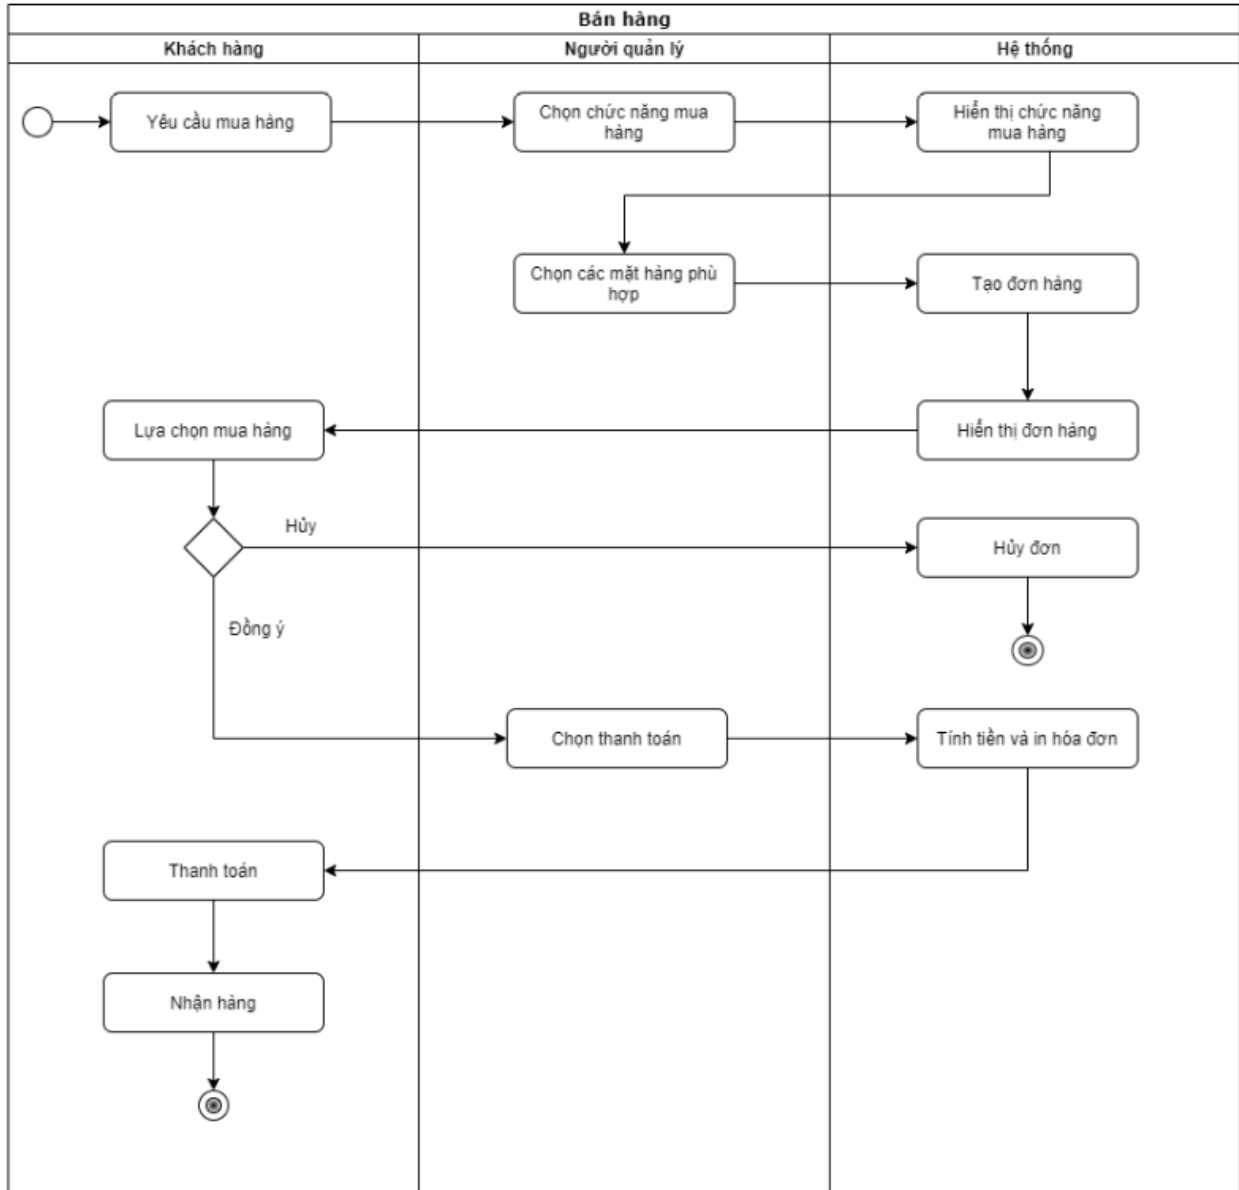 Bán hàng
Khách hàng
Người quản lý
Hệ thống
Yêu cầu mua hàng
Chọn chức năng mua
hàng
Hiển thị chức năng
mua hàng
Chọn các mặt hàng phù
hợp
Tạo đơn hàng
Lựa chọn mua hàng
Hiển thị đơn hàng
Hủy
Hủy đơn
Đồng ý
Chọn thanh toán
Tính tiền và in hóa đơn
Thanh toán
Nhận hàng